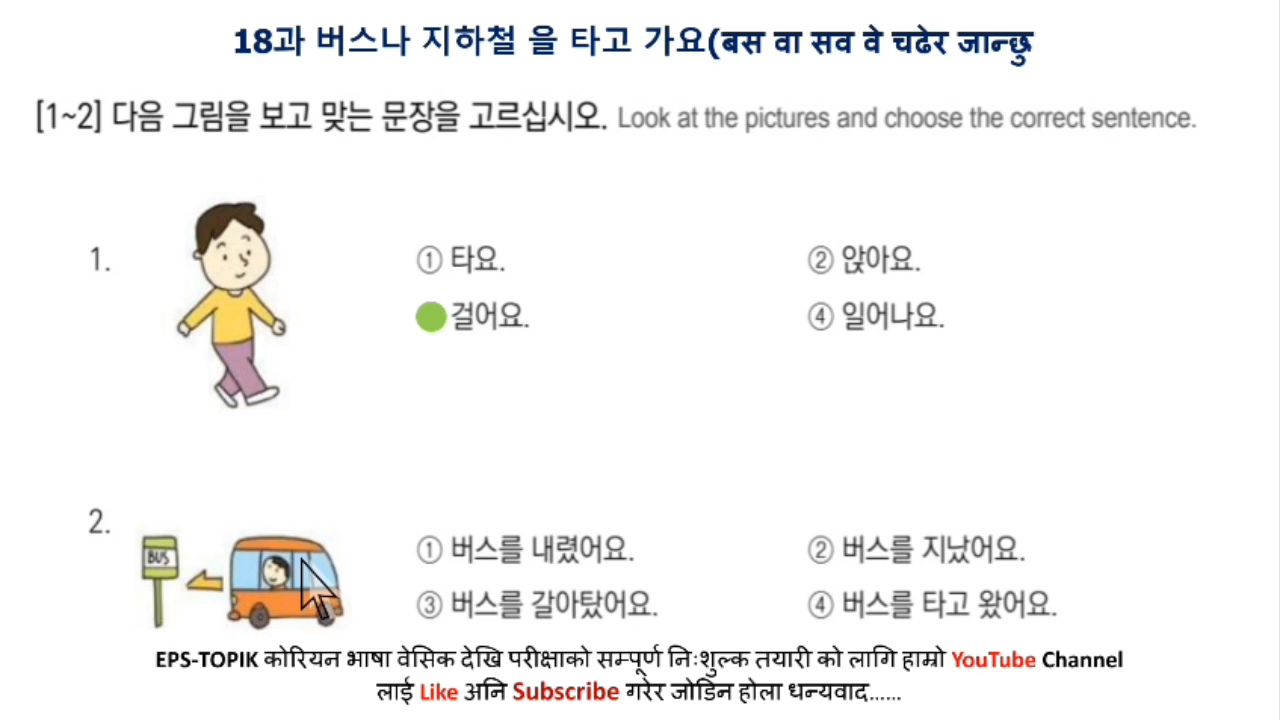 18과 버스나 지하철 을 타고 가요(बस वा सव वे चढेर जान्छु
[1~2] 다음 그림을 보고 맞는 문장을 고르십시오. Look at the pictures and choose the correct sentence.
1.
① 타요. ② 앉아요.
걸어요. ④ 일어나요.
2.
BUS
① 버스를 내렸어요. ② 버스를 지났어요.
③ 버스를 갈아탔어요. ④ 버스를 타고 왔어요.
EPS-TOPIK कोरियन भाषा वेसिक देखि परीक्षाको सम्पूर्ण निःशुल्क तयारी को लागि हाम्रो YouTube Channel
लाई Like अनि Subscribe गरेर जोडिन होला धन्यवाद......